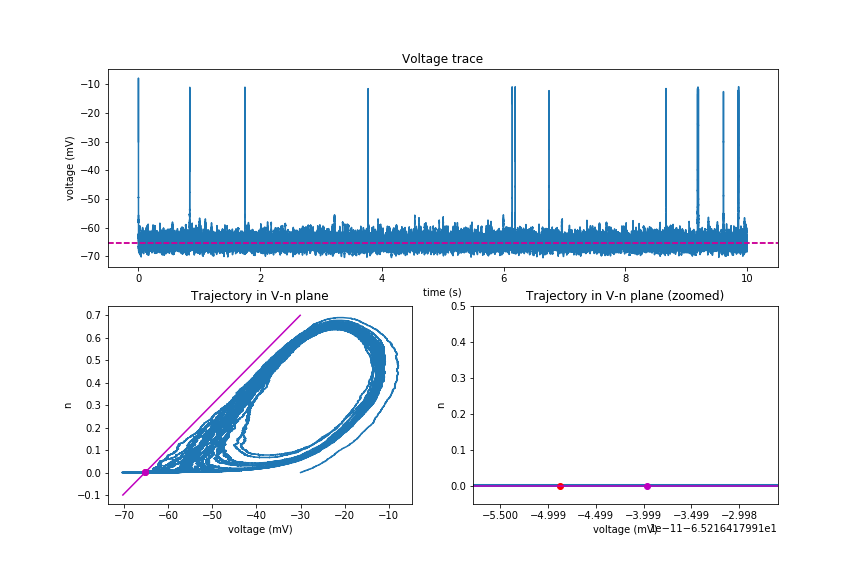 Voltage trace
−10
−20
−30
−40
−50
−60
−70
voltage (mV)
0 2 4 6 8 10
time (s)
Trajectory in V-n plane
0.7
0.6
0.5
0.4
0.3
0.2
0.1
0.0
−0.1
n
−70 −60 −50 −40 −30 −20 −10
voltage (mV)
Trajectory in V-n plane (zoomed)
0.5
0.4
0.3
0.2
0.1
0.0
n
−5.500 −4.999 −4.499 −3.999 −3.499 −2.998
voltage (mV)
1e−11−6.5216417991e1